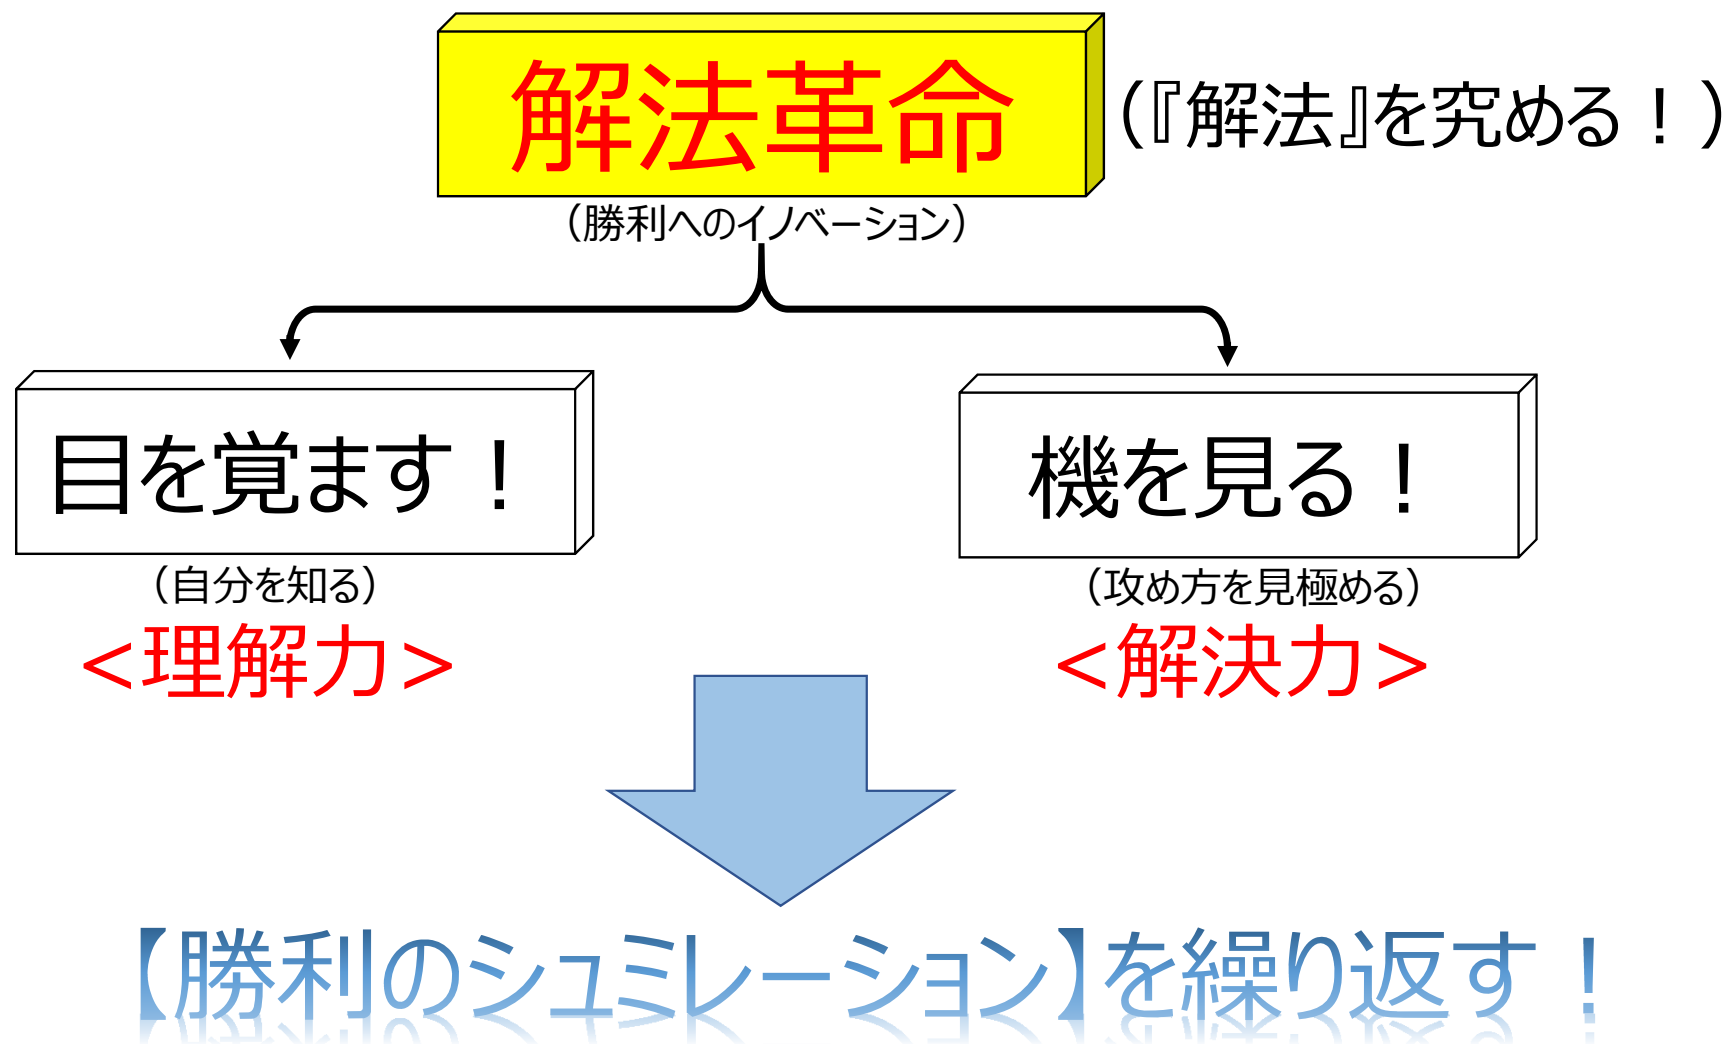 解法革命
(『解法』を究める！)
(勝利へのイノベーション)
目を覚ます！
(自分を知る)
<理解力>
機を見る！
(攻め方を見極める)
<解決力>
【勝利のシュミレーション】を繰り返す！